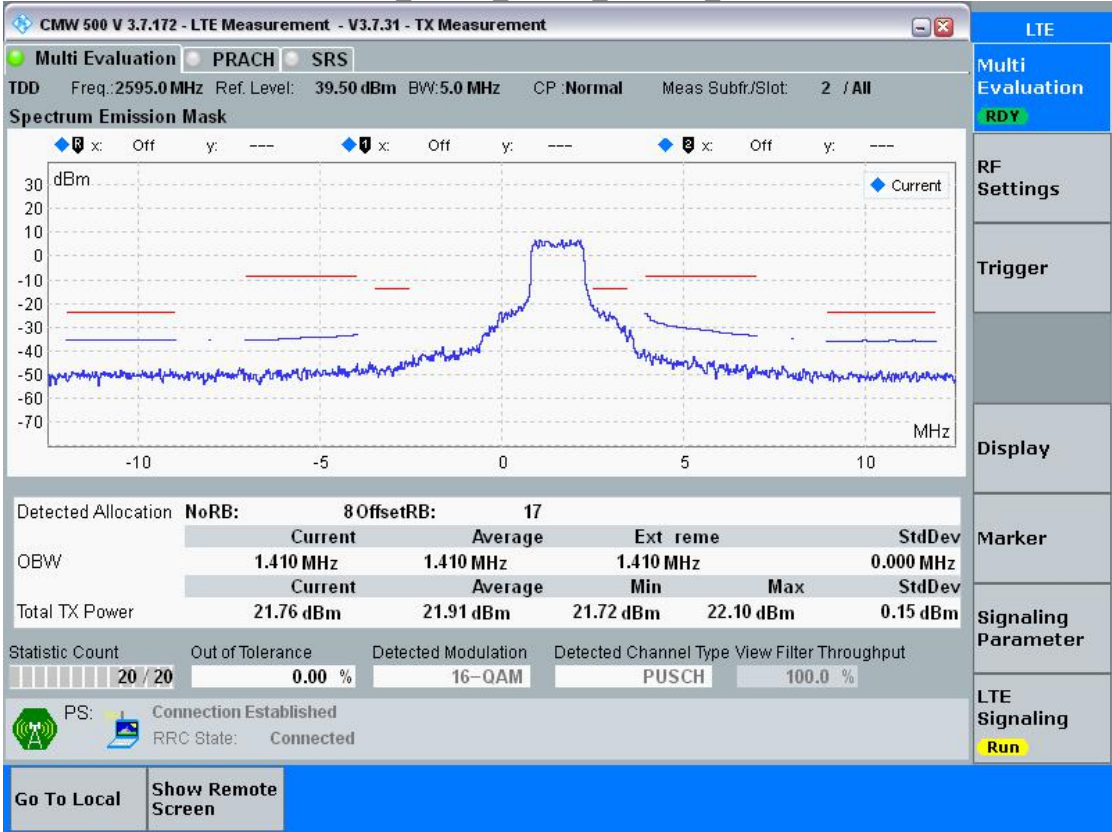 CMW 500 V 3.7.172 - LTE Measurement - V3.7.31 - TX Measurement
LTE
Multi Evaluation PRACH SRS
TDD Freq.:2595.0 MHz Ref. Level: 39.50 dBm BW:5.0 MHz CP :Normal Meas Subfr./Slot: 2 / All
Spectrum Emission Mask
R x: Off y: --- 1 x: Off y: --- 2 x: Off y: ---
dBm
Current
30
20
10
0
-10
-20
-30
-40
-50
-60
-70
MHz
-10 -5 0 5 10
Detected Allocation NoRB: 8 OffsetRB: 17
Current Average Ext reme StdDev
OBW 1.410 MHz 1.410 MHz 1.410 MHz 0.000 MHz
Current Average Min Max StdDev
Total TX Power 21.76 dBm 21.91 dBm 21.72 dBm 22.10 dBm 0.15 dBm
Statistic Count Out of Tolerance Detected Modulation Detected Channel Type View Filter Throughput
20 / 20 0.00 % 16-QAM PUSCH 100.0 %
PS: Connection Established
RRC State: Connected
Multi
Evaluation
RDY
RF
Settings
Trigger
Display
Marker
Signaling
Parameter
LTE
Signaling
Run
Go To Local
Show Remote
Screen